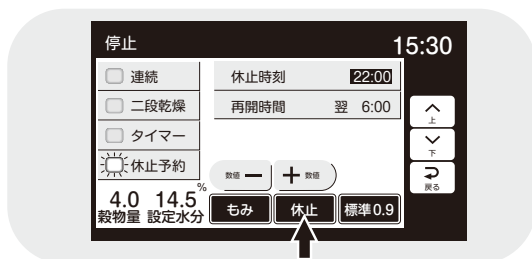 停止 15:30
連続
二段乾燥
タイマー
休止予約
休止時刻 22:00
再開時間 翌 6:00
上
下
戻る
数値 − + 数値
4.0 14.5%
穀物量 設定水分
もみ 休止 標準0.9